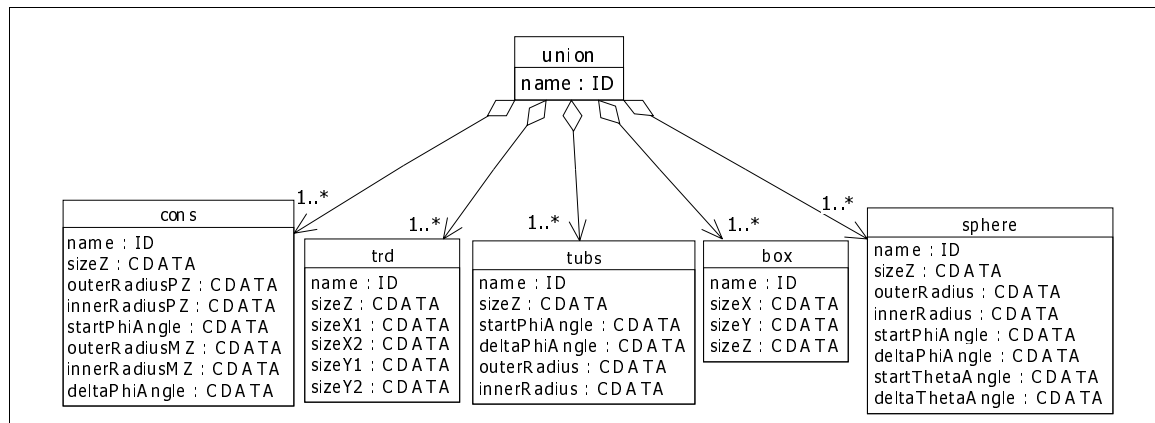 union
name : ID
1..*
1..*
1..*
1..*
1..*
cons
name : ID
sizeZ : CDATA
outerRadiusPZ : CDATA
innerRadiusPZ : CDATA
startPhiAngle : CDATA
outerRadiusMZ : CDATA
innerRadiusMZ : CDATA
deltaPhiAngle : CDATA
trd
name : ID
sizeZ : CDATA
sizeX1 : CDATA
sizeX2 : CDATA
sizeY1 : CDATA
sizeY2 : CDATA
tubs
name : ID
sizeZ : CDATA
startPhiAngle : CDATA
deltaPhiAngle : CDATA
outerRadius : CDATA
innerRadius : CDATA
box
name : ID
sizeX : CDATA
sizeY : CDATA
sizeZ : CDATA
sphere
name : ID
sizeZ : CDATA
outerRadius : CDATA
innerRadius : CDATA
startPhiAngle : CDATA
deltaPhiAngle : CDATA
startThetaAngle : CDATA
deltaThetaAngle : CDATA